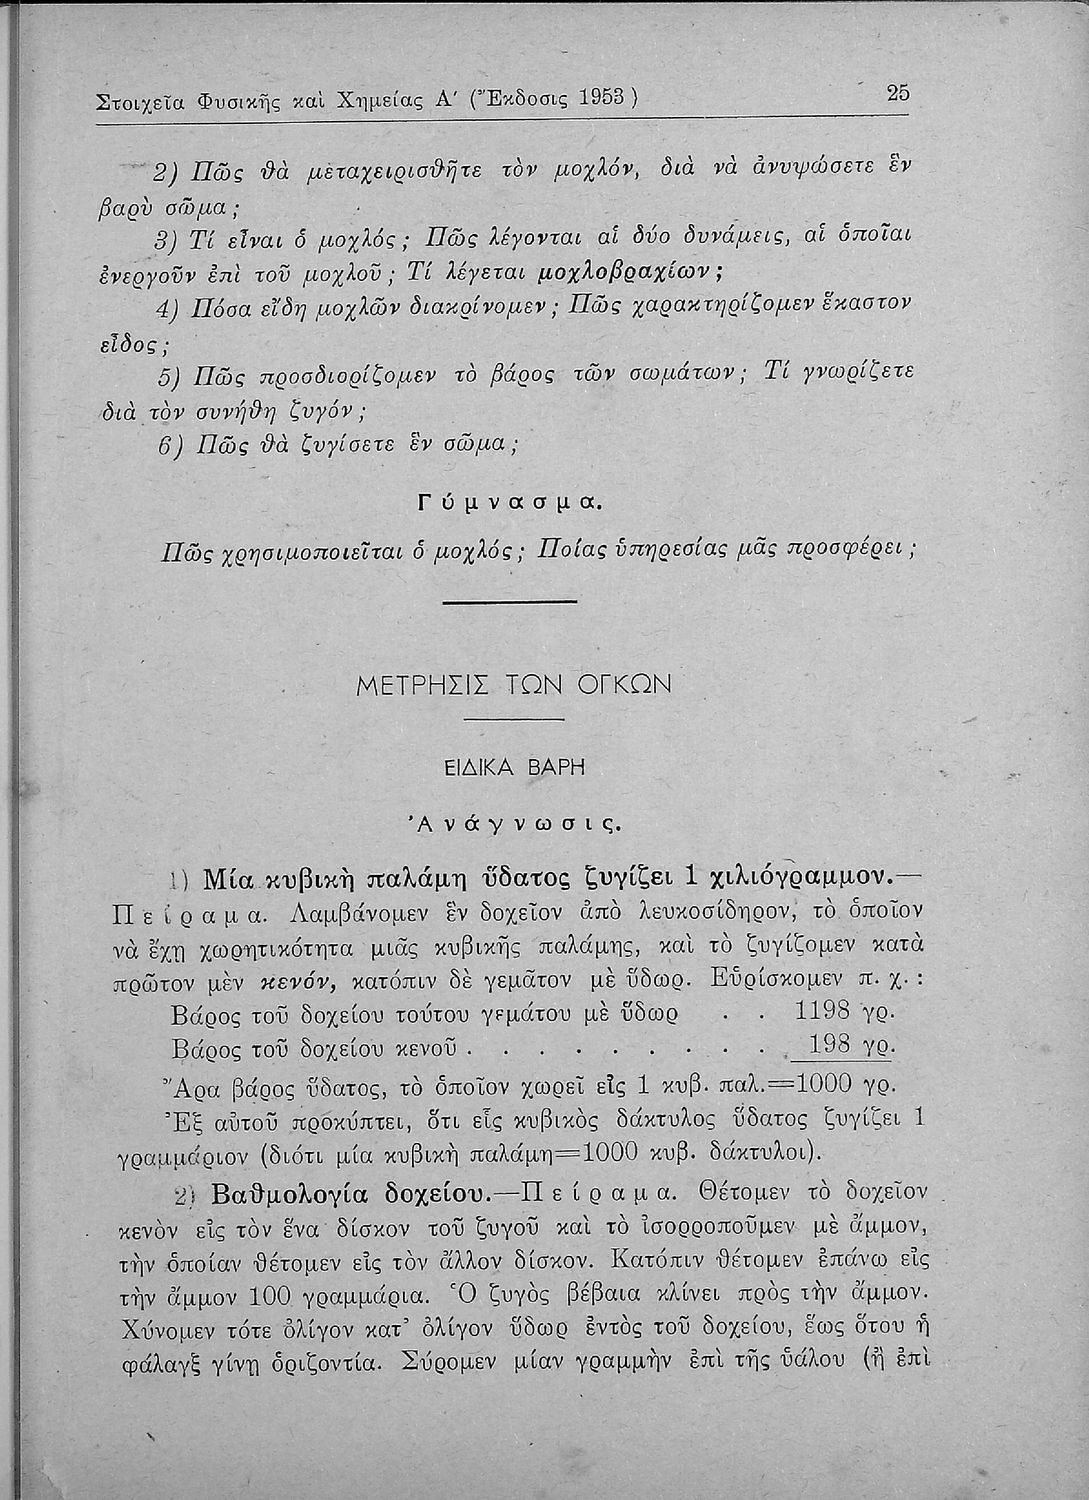 Στοιχεῖα Φυσικῆς καὶ Χημείας Α′ (Ἔκδοσις 1953) 25
2) Πῶς θὰ μεταχειρισθῆτε τὸν μοχλόν, διὰ νὰ ἀνυψώσετε ἓν
βαρὺ σῶμα;
3) Τί εἶναι ὁ μοχλός; Πῶς λέγονται αἱ δύο δυνάμεις, αἱ ὁποῖαι
ἐνεργοῦν ἐπὶ τοῦ μοχλοῦ; Τί λέγεται μοχλοβραχίων;
4) Πόσα εἴδη μοχλῶν διακρίνομεν; Πῶς χαρακτηρίζομεν ἕκαστον
εἶδος;
5) Πῶς προσδιορίζομεν τὸ βάρος τῶν σωμάτων; Τί γνωρίζετε
διὰ τὸν συνήθη ζυγόν;
6) Πῶς θὰ ζυγίσετε ἓν σῶμα;
Γύμνασμα.
Πῶς χρησιμοποιεῖται ὁ μοχλός; Ποίας ὑπηρεσίας μᾶς προσφέρει;
ΜΕΤΡΗΣΙΣ ΤΩΝ ΟΓΚΩΝ
ΕΙΔΙΚΑ ΒΑΡΗ
Ἀνάγνωσις.
1) Μία κυβικὴ παλάμη ὕδατος ζυγίζει 1 χιλιόγραμμον.—
Πείραμα. Λαμβάνομεν ἓν δοχεῖον ἀπὸ λευκοσίδηρον, τὸ ὁποῖον
νὰ ἔχῃ χωρητικότητα μιᾶς κυβικῆς παλάμης, καὶ τὸ ζυγίζομεν κατὰ
πρῶτον μὲν κενόν, κατόπιν δὲ γεμᾶτον μὲ ὕδωρ. Εὑρίσκομεν π. χ. :
Βάρος τοῦ δοχείου τούτου γεμάτου μὲ ὕδωρ . . 1198 γρ.
Βάρος τοῦ δοχείου κενοῦ . . . . . . . . . 198 γρ.
Ἄρα βάρος ὕδατος, τὸ ὁποῖον χωρεῖ εἰς 1 κυβ. παλ.=1000 γρ.
Ἐξ αὐτοῦ προκύπτει, ὅτι εἷς κυβικὸς δάκτυλος ὕδατος ζυγίζει 1
γραμμάριον (διότι μία κυβικὴ παλάμη=1000 κυβ. δάκτυλοι).
2) Βαθμολογία δοχείου.—Πείραμα. Θέτομεν τὸ δοχεῖον
κενὸν εἰς τὸν ἕνα δίσκον τοῦ ζυγοῦ καὶ τὸ ἰσορροποῦμεν μὲ ἄμμον,
τὴν ὁποίαν θέτομεν εἰς τὸν ἄλλον δίσκον. Κατόπιν θέτομεν ἐπάνω εἰς
τὴν ἄμμον 100 γραμμάρια. Ὁ ζυγὸς βέβαια κλίνει πρὸς τὴν ἄμμον.
Χύνομεν τότε ὀλίγον κατ' ὀλίγον ὕδωρ ἐντὸς τοῦ δοχείου, ἕως ὅτου ἡ
φάλαγξ γίνῃ ὁριζοντία. Σύρομεν μίαν γραμμὴν ἐπὶ τῆς ὑάλου (ἢ ἐπὶ